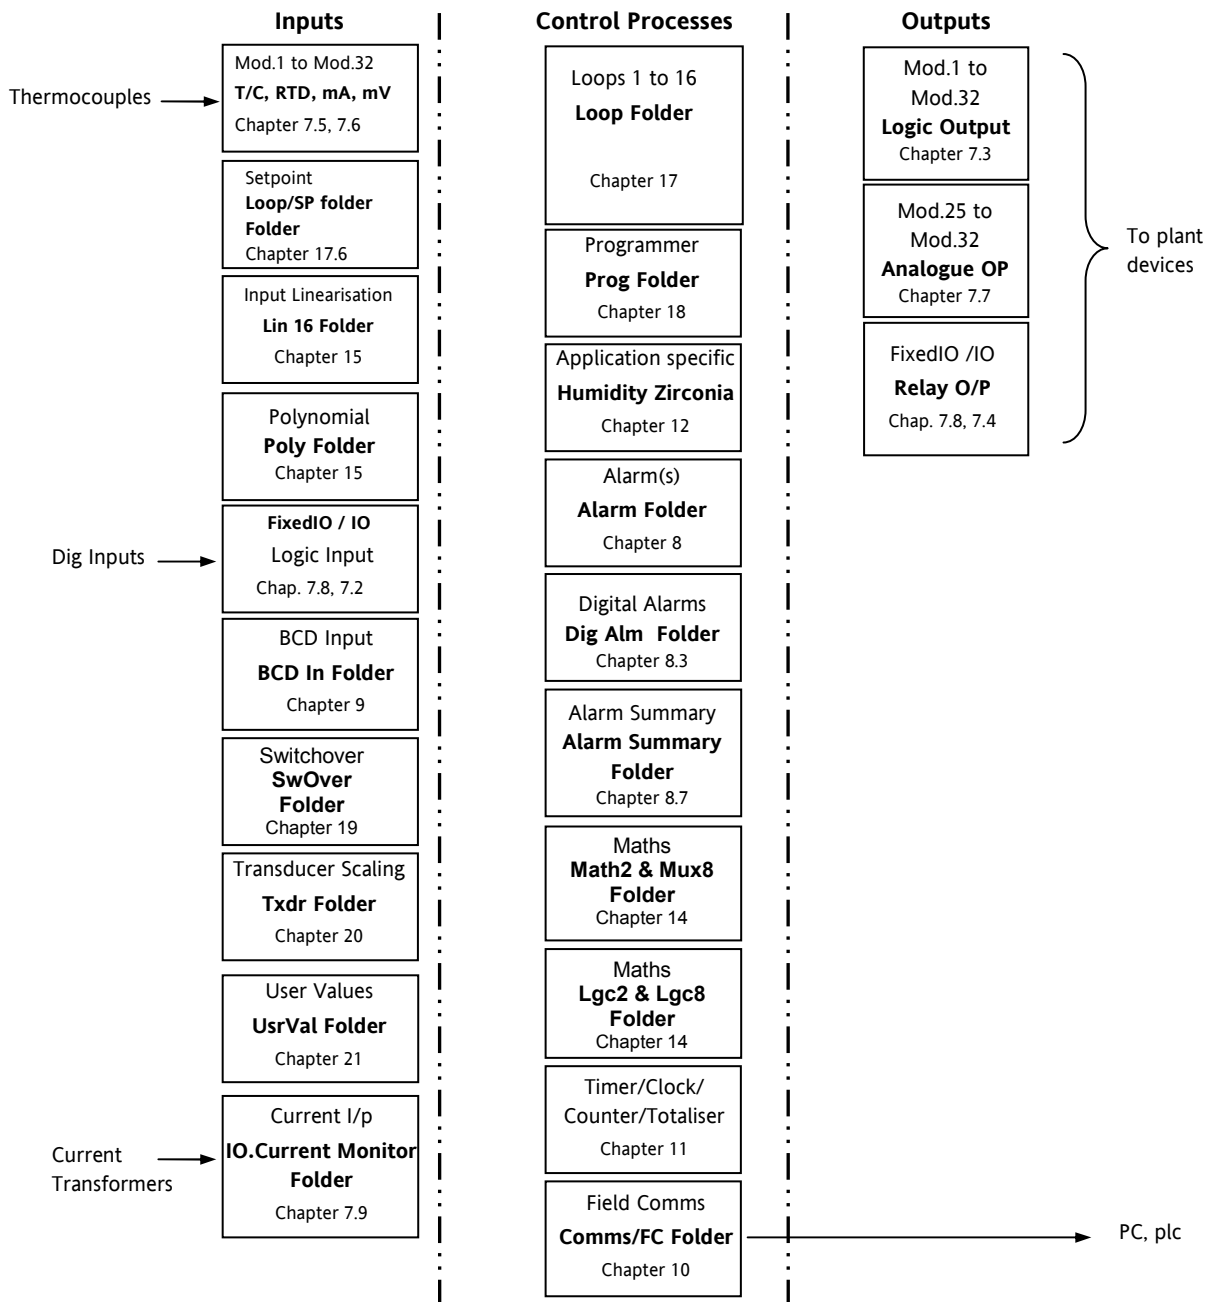 Inputs
Control Processes
Outputs
Thermocouples
Mod.1 to Mod.32
T/C, RTD, mA, mV
Chapter 7.5, 7.6
Setpoint
Loop/SP folder
Folder
Chapter 17.6
Input Linearisation
Lin 16 Folder
Chapter 15
Polynomial
Poly Folder
Chapter 15
Dig Inputs
FixedIO / IO
Logic Input
Chap. 7.8, 7.2
BCD Input
BCD In Folder
Chapter 9
Switchover
SwOver
Folder
Chapter 19
Transducer Scaling
Txdr Folder
Chapter 20
User Values
UsrVal Folder
Chapter 21
Current
Transformers
Current I/p
IO.Current Monitor
Folder
Chapter 7.9
Loops 1 to 16
Loop Folder
Chapter 17
Programmer
Prog Folder
Chapter 18
Application specific
Humidity Zirconia
Chapter 12
Alarm(s)
Alarm Folder
Chapter 8
Digital Alarms
Dig Alm Folder
Chapter 8.3
Alarm Summary
Alarm Summary
Folder
Chapter 8.7
Maths
Math2 & Mux8
Folder
Chapter 14
Maths
Lgc2 & Lgc8
Folder
Chapter 14
Timer/Clock/
Counter/Totaliser
Chapter 11
Field Comms
Comms/FC Folder
Chapter 10
Mod.1 to
Mod.32
Logic Output
Chapter 7.3
Mod.25 to
Mod.32
Analogue OP
Chapter 7.7
FixedIO /IO
Relay O/P
Chap. 7.8, 7.4
To plant
devices
PC, plc